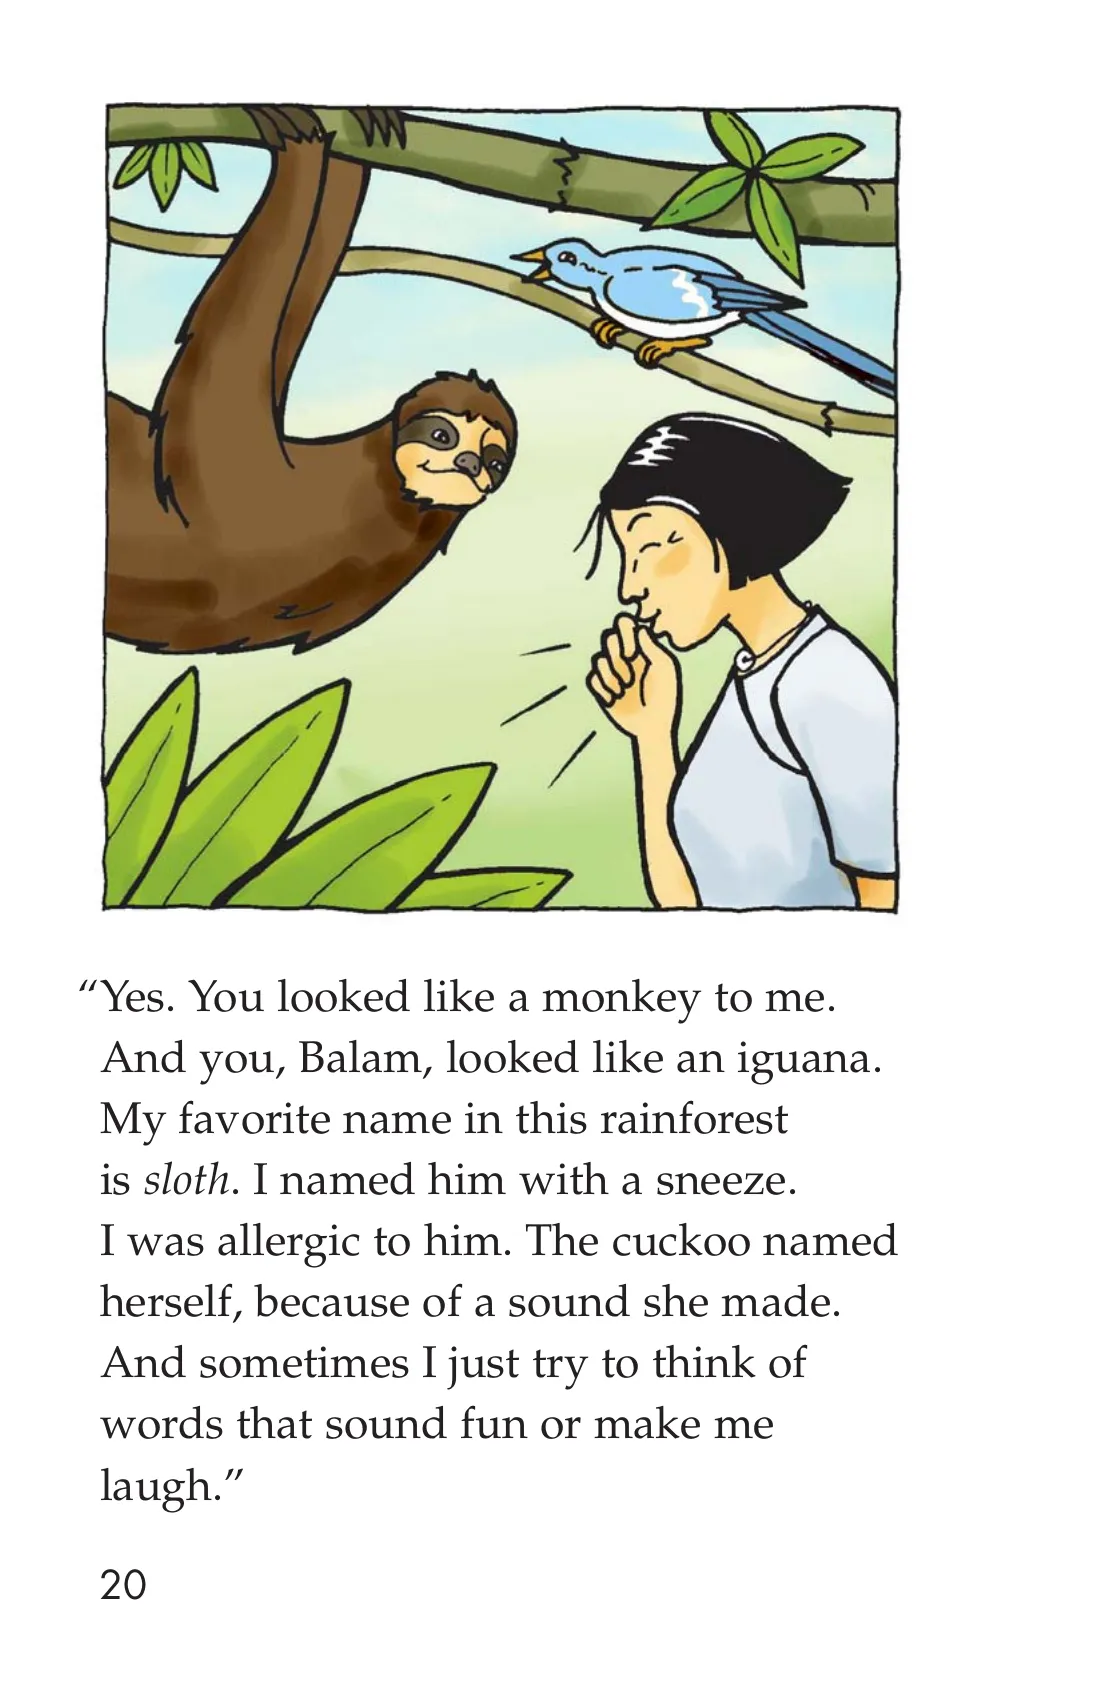 “Yes. You looked like a monkey to me.
And you, Balam, looked like an iguana.
My favorite name in this rainforest
is sloth. I named him with a sneeze.
I was allergic to him. The cuckoo named
herself, because of a sound she made.
And sometimes I just try to think of
words that sound fun or make me
laugh.”
20